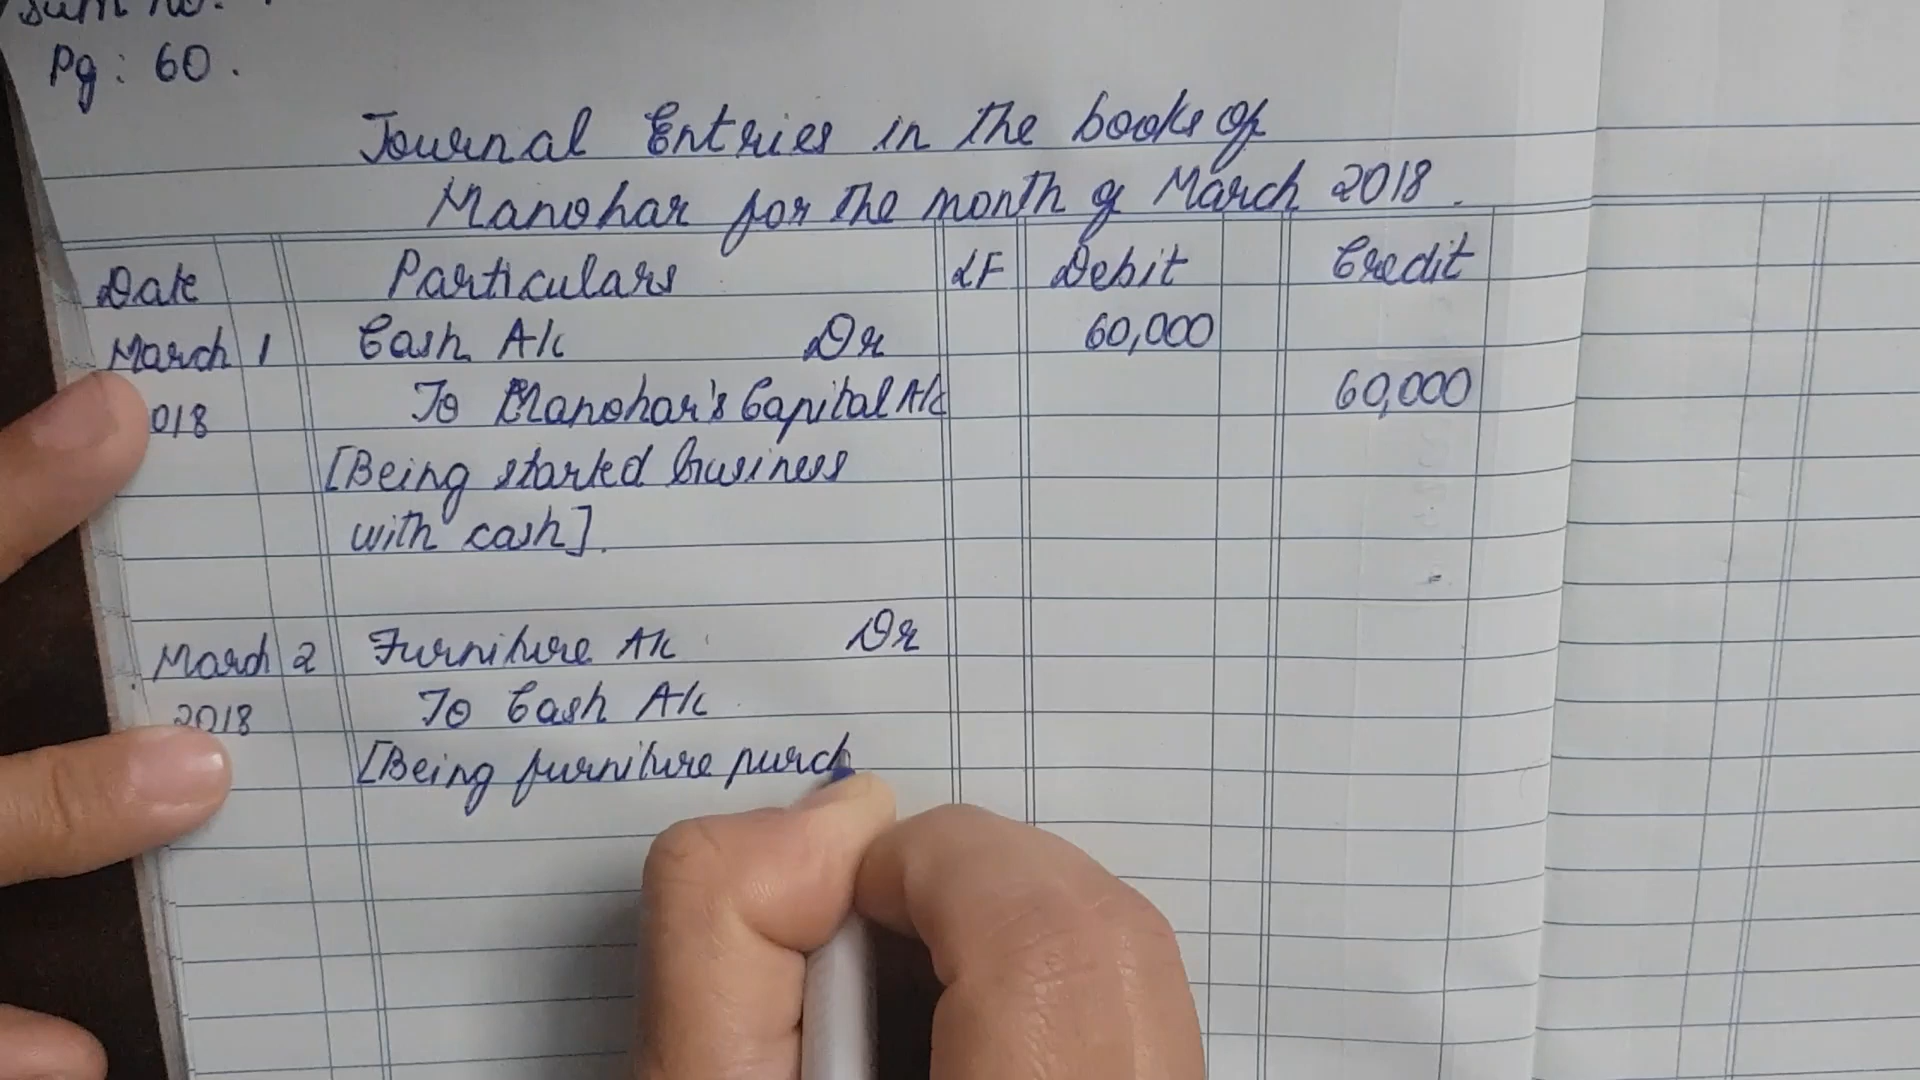 Pg: 60.
Journal Entries in the books of
Manohar for the month of March 2018.
Date Particulars LF Debit Credit
March 1 Cash A/c Dr 60,000
018 To Manohar's Capital A/c 60,000
[Being started business
with cash].
March 2 Furniture A/c Dr
2018 To Cash A/c
[Being furniture purch